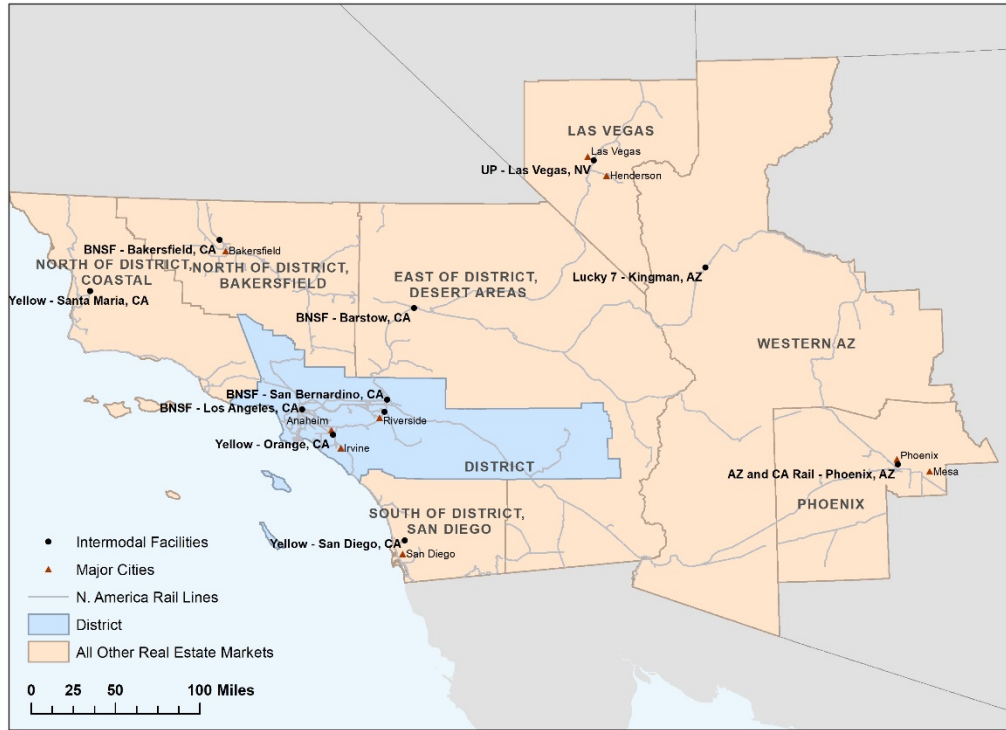 LAS VEGAS
Las Vegas
UP - Las Vegas, NV
Henderson
BNSF - Bakersfield, CA
Bakersfield
NORTH OF DISTRICT,
COASTAL
NORTH OF DISTRICT,
BAKERSFIELD
EAST OF DISTRICT,
DESERT AREAS
Lucky 7 - Kingman, AZ
Yellow - Santa Maria, CA
BNSF - Barstow, CA
WESTERN AZ
BNSF - San Bernardino, CA
BNSF - Los Angeles, CA
Anaheim
Riverside
Yellow - Orange, CA
Irvine
DISTRICT
Phoenix
AZ and CA Rail - Phoenix, AZ
Mesa
PHOENIX
SOUTH OF DISTRICT,
SAN DIEGO
Yellow - San Diego, CA
San Diego
Intermodal Facilities
Major Cities
N. America Rail Lines
District
All Other Real Estate Markets
0 25 50 100 Miles